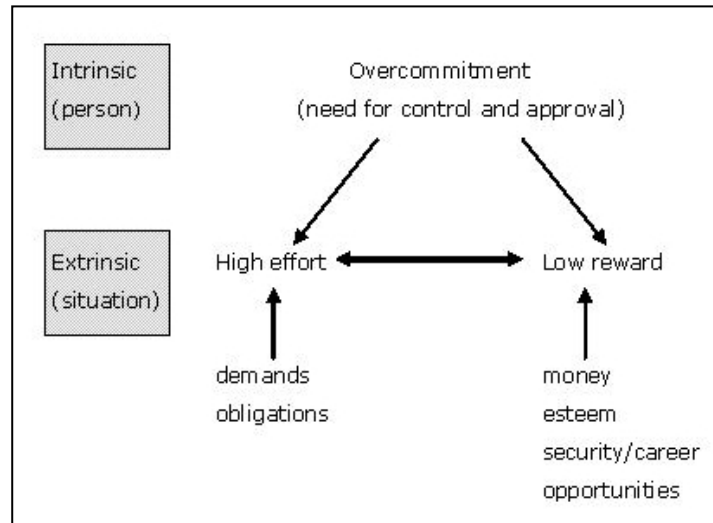 Intrinsic
(person)
Overcommitment
(need for control and approval)
Extrinsic
(situation)
High effort
Low reward
demands
obligations
money
esteem
security/career
opportunities